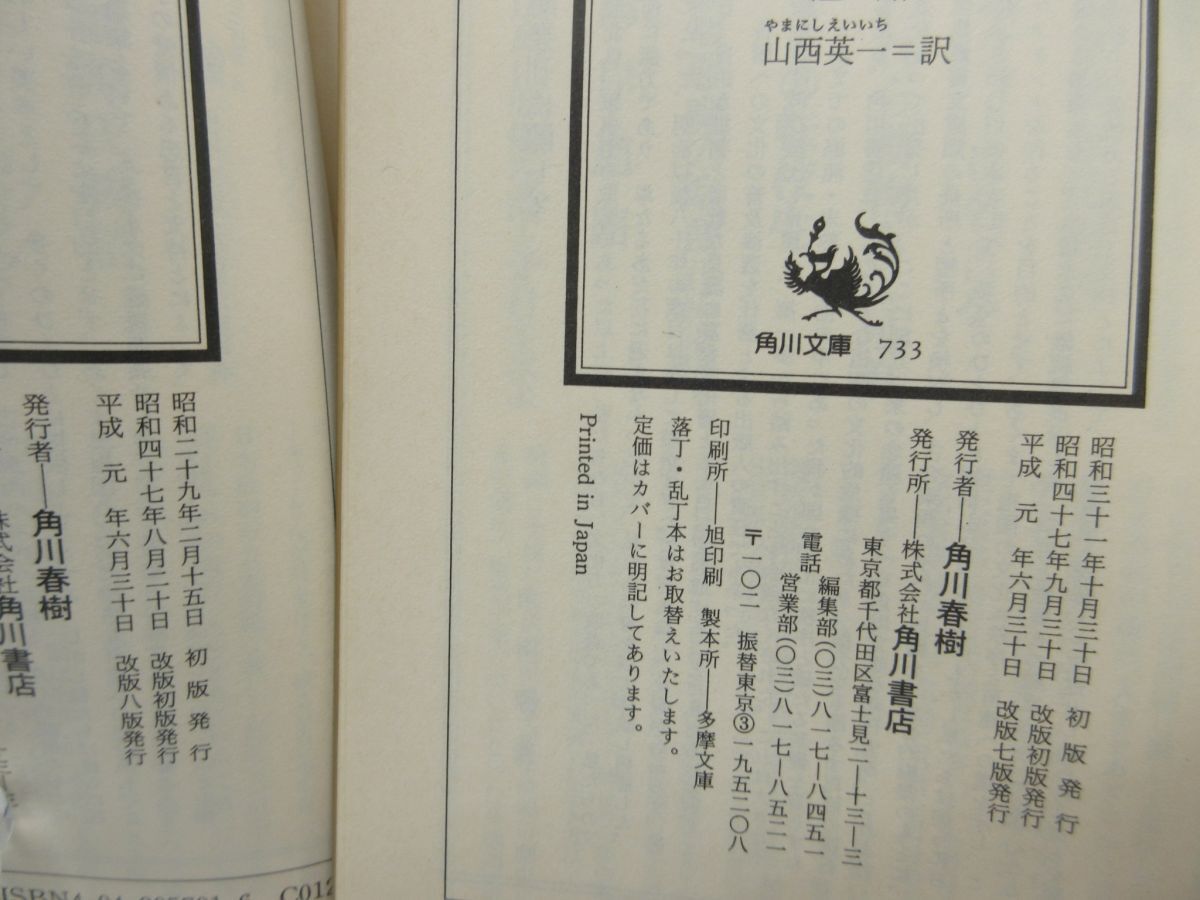 やまにしえいいち
山西英一＝訳
角川文庫 733
昭和三十一年十月三十日 初版発行
昭和四十七年九月三十日 改版初版発行
平成 元 年六月三十日 改版七版発行
発行者――角川春樹
発行所――株式会社角川書店
東京都千代田区富士見二―十三―三
電話 編集部(〇三)八一七―八四五一
営業部(〇三)八一七―八五二一
〒一〇二 振替東京③一九五二〇八
印刷所――旭印刷 製本所――多摩文庫
落丁・乱丁本はお取替えいたします。
定価はカバーに明記してあります。
Printed in Japan
昭和二十九年二月十五日 初版発行
昭和四十七年八月二十日 改版初版発行
平成 元 年六月三十日 改版八版発行
発行者――角川春樹
株式会社角川書店